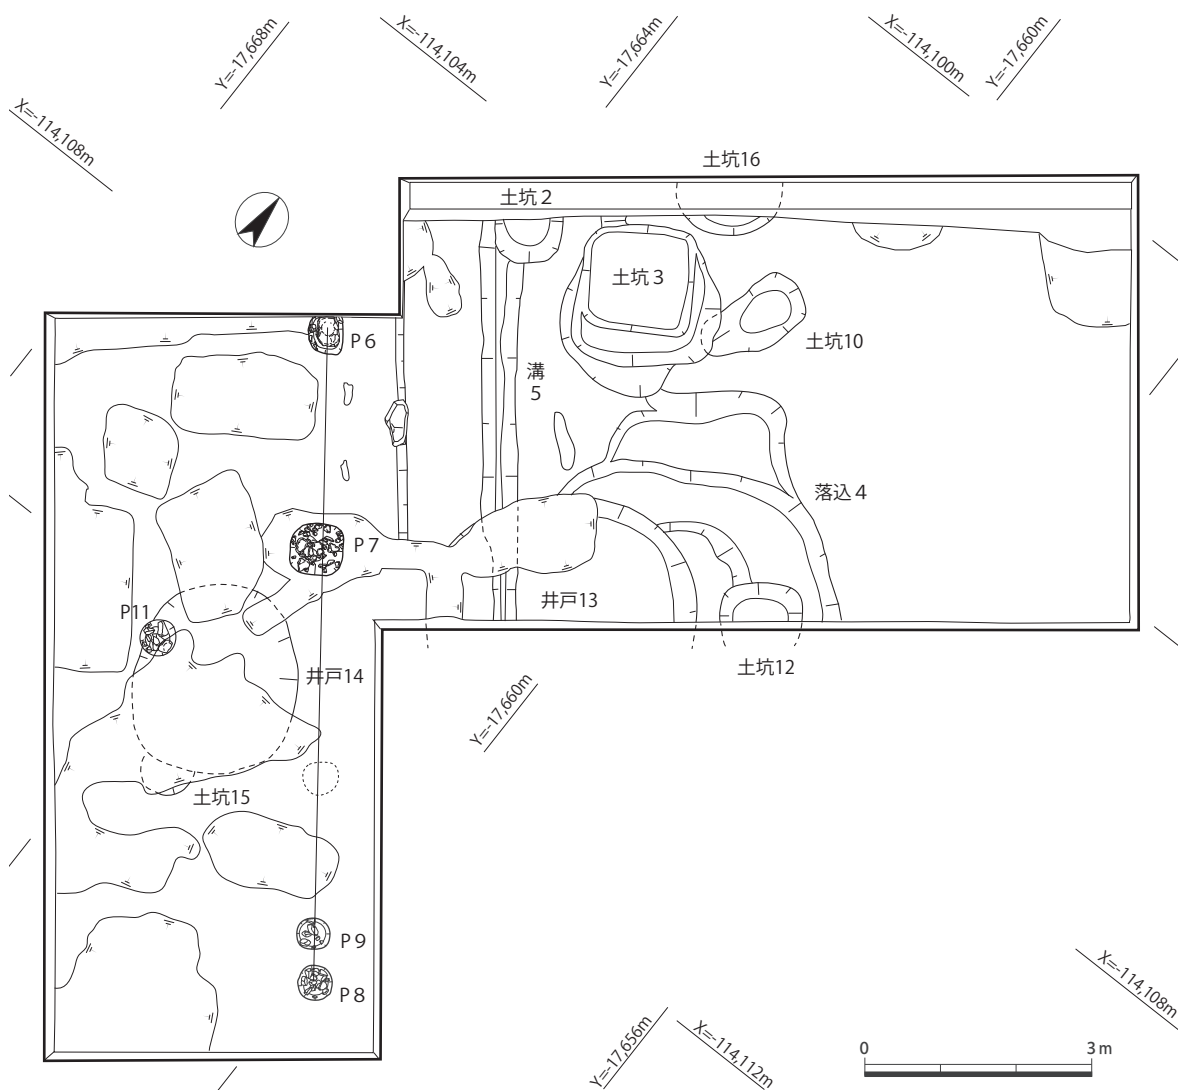 Y=-17,668m
X=-114,104m
Y=-17,664m
X=-114,100m
Y=-17,660m
X=-114,108m
土坑16
土坑2
土坑3
P6
溝
5
土坑10
落込4
P7
P11
井戸13
土坑12
井戸14
Y=-17,660m
土坑15
P9
P8
X=-114,108m
Y=-17,656m
X=-114,112m
0
3m